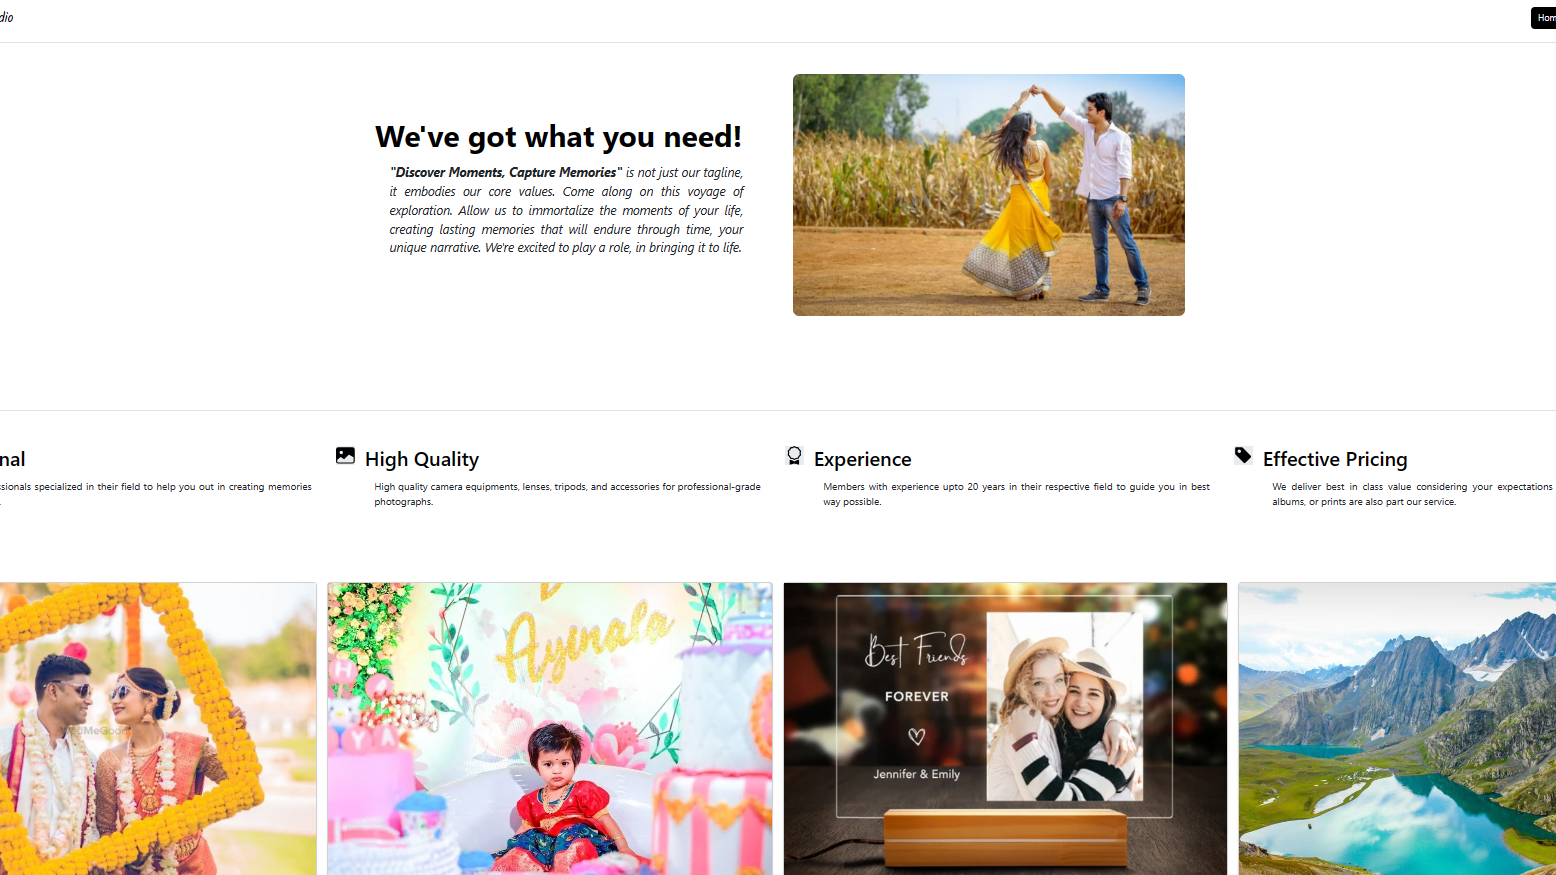 dio
Hom
We've got what you need!
"Discover Moments, Capture Memories" is not just our tagline,
it embodies our core values. Come along on this voyage of
exploration. Allow us to immortalize the moments of your life,
creating lasting memories that will endure through time, your
unique narrative. We're excited to play a role, in bringing it to life.
nal
ssionals specialized in their field to help you out in creating memories
.
High Quality
High quality camera equipments, lenses, tripods, and accessories for professional-grade
photographs.
Experience
Members with experience upto 20 years in their respective field to guide you in best
way possible.
Effective Pricing
We deliver best in class value considering your expectations
albums, or prints are also part our service.
Ayinala
YA
Best Friends
FOREVER
Jennifer & Emily